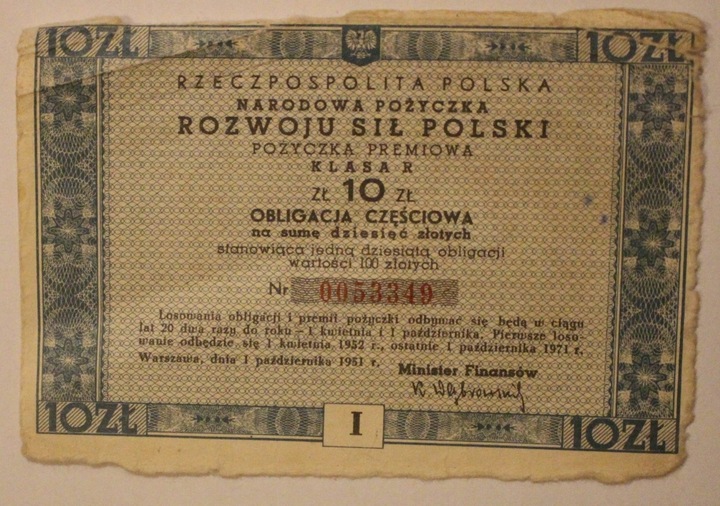 10ZŁ 10ZŁ
RZECZPOSPOLITA POLSKA
NARODOWA POŻYCZKA
ROZWOJU SIŁ POLSKI
POŻYCZKA PREMIOWA
KLASA R
ZŁ 10 ZŁ
OBLIGACJA CZĘŚCIOWA
na sumę dziesięć złotych
stanowiąca jedną dziesiątą obligacji
wartości 100 złotych
Nr 0053349
Losowania obligacji i premii pożyczki odbywać się będą w ciągu
lat 20 dwa razy do roku – 1 kwietnia i 1 października. Pierwsze loso-
wanie odbędzie się 1 kwietnia 1952 r., ostatnie 1 października 1971 r.
Warszawa, dnia 1 października 1951 r.
Minister Finansów
K Dąbrowski
10ZŁ I 10ZŁ